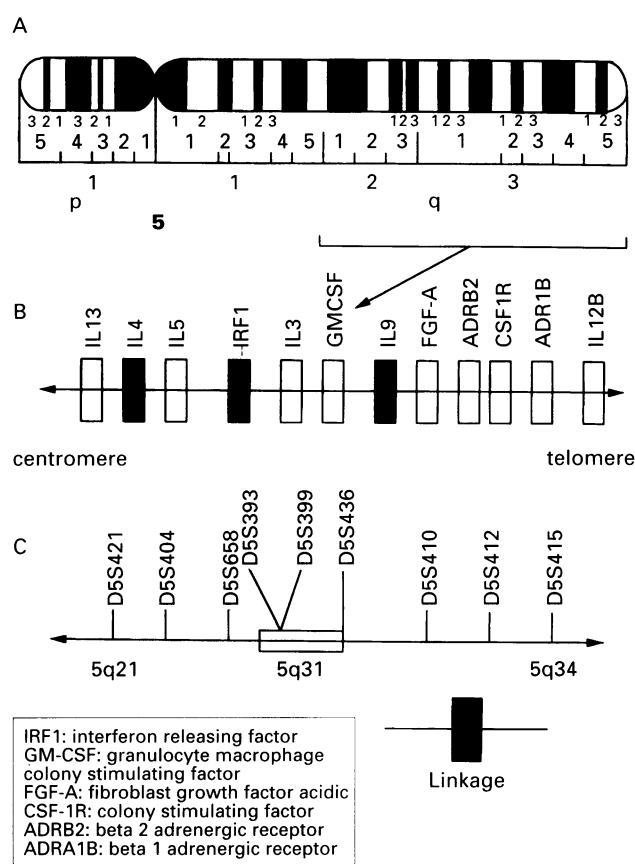 A
3 2 1 3 2 1 1 2 1 2 3 1 2 3 1 2 3 1 2 3 1 2 3
5 4 3 2 1 1 2 3 4 5 1 2 3 1 2 3 4 5
1 1 2 3
p q
5
B
IL13 IL4 IL5 IRF1 IL3 GMCSF IL9 FGF-A ADRB2 CSF1R ADR1B IL12B
centromere telomere
C
D5S421 D5S404 D5S658 D5S393 D5S399 D5S436 D5S410 D5S412 D5S415
5q21 5q31 5q34
Linkage
IRF1: interferon releasing factor
GM-CSF: granulocyte macrophage
colony stimulating factor
FGF-A: fibroblast growth factor acidic
CSF-1R: colony stimulating factor
ADRB2: beta 2 adrenergic receptor
ADRA1B: beta 1 adrenergic receptor